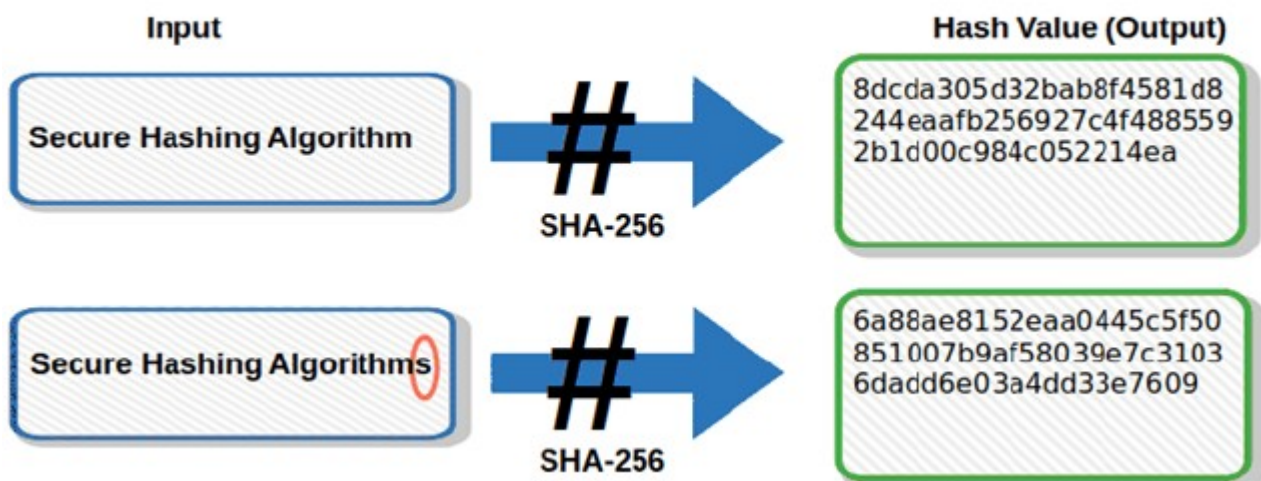 Input
Hash Value (Output)
Secure Hashing Algorithm
#
SHA-256
8dcda305d32bab8f4581d8
244eaafb256927c4f488559
2b1d00c984c052214ea
Secure Hashing Algorithms
#
SHA-256
6a88ae8152eaa0445c5f50
851007b9af58039e7c3103
6dadd6e03a4dd33e7609